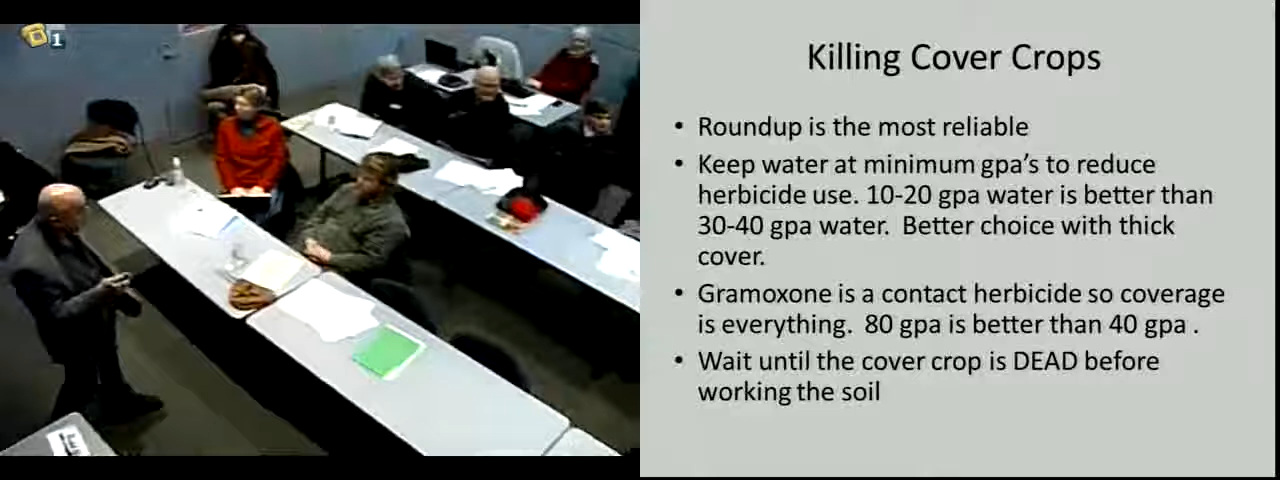 1
Killing Cover Crops
• Roundup is the most reliable
• Keep water at minimum gpa's to reduce
herbicide use. 10-20 gpa water is better than
30-40 gpa water. Better choice with thick
cover.
• Gramoxone is a contact herbicide so coverage
is everything. 80 gpa is better than 40 gpa .
• Wait until the cover crop is DEAD before
working the soil